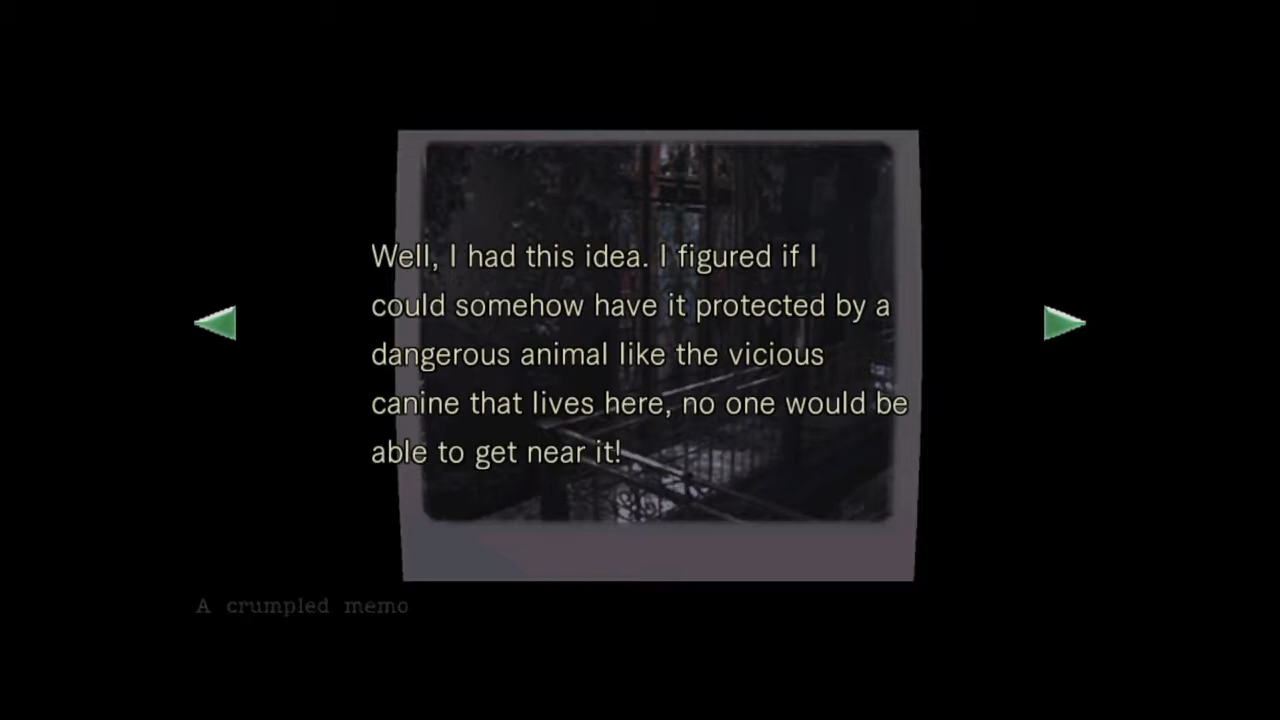 Well, I had this idea. I figured if I
could somehow have it protected by a
dangerous animal like the vicious
canine that lives here, no one would be
able to get near it!
A crumpled memo